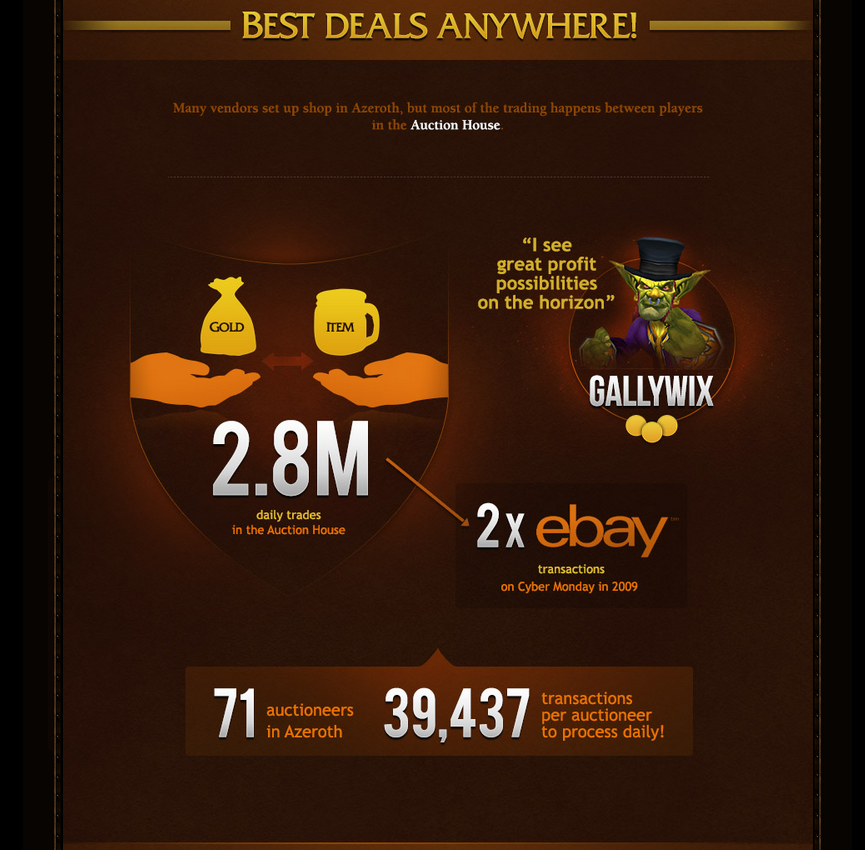 BEST DEALS ANYWHERE!
Many vendors set up shop in Azeroth, but most of the trading happens between players
in the Auction House.
“I see
great profit
possibilities
on the horizon”
GOLD
ITEM
GALLYWIX
2.8M
daily trades
in the Auction House
2x ebay™
transactions
on Cyber Monday in 2009
71 auctioneers
in Azeroth
39,437 transactions
per auctioneer
to process daily!